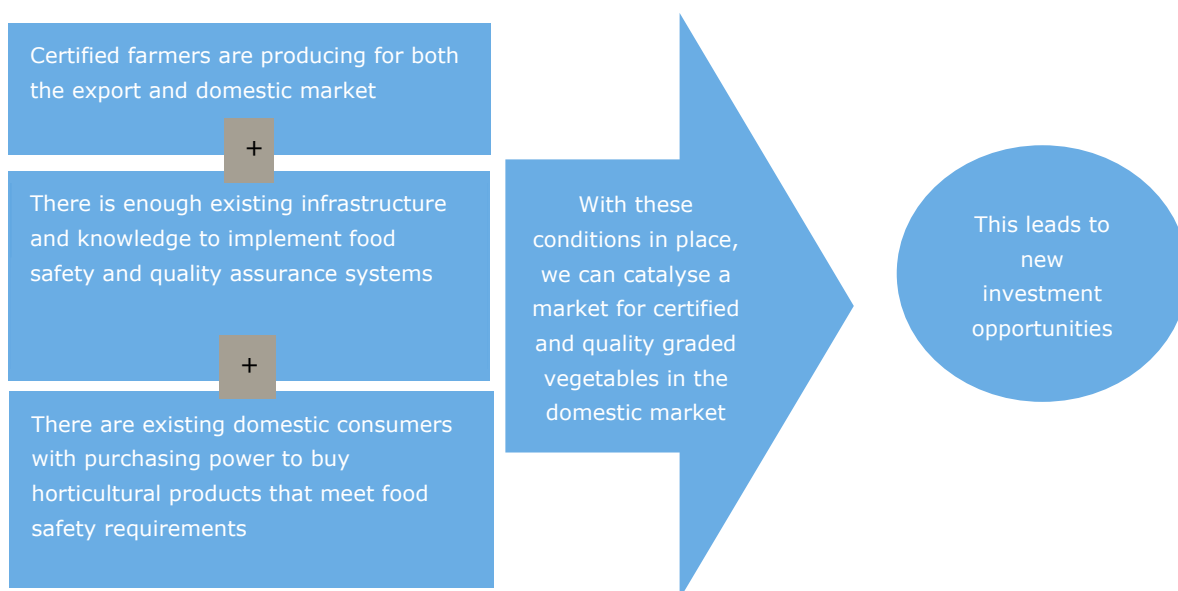 Certified farmers are producing for both
the export and domestic market
+
There is enough existing infrastructure
and knowledge to implement food
safety and quality assurance systems
+
There are existing domestic consumers
with purchasing power to buy
horticultural products that meet food
safety requirements
With these
conditions in place,
we can catalyse a
market for certified
and quality graded
vegetables in the
domestic market
This leads to
new
investment
opportunities